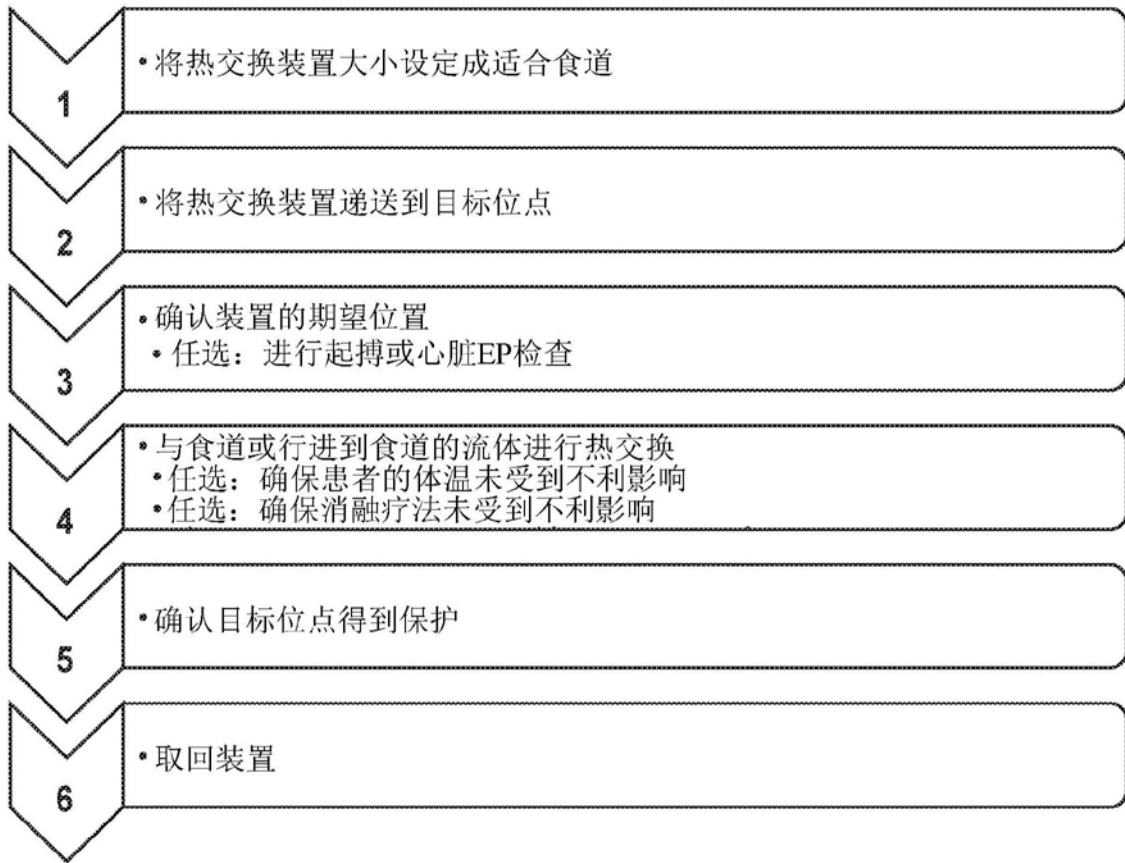 1
•将热交换装置大小设定成适合食道
2
•将热交换装置递送到目标位点
3
•确认装置的期望位置
•任选：进行起搏或心脏EP检查
4
•与食道或行进到食道的流体进行热交换
•任选：确保患者的体温未受到不利影响
•任选：确保消融疗法未受到不利影响
5
•确认目标位点得到保护
6
•取回装置